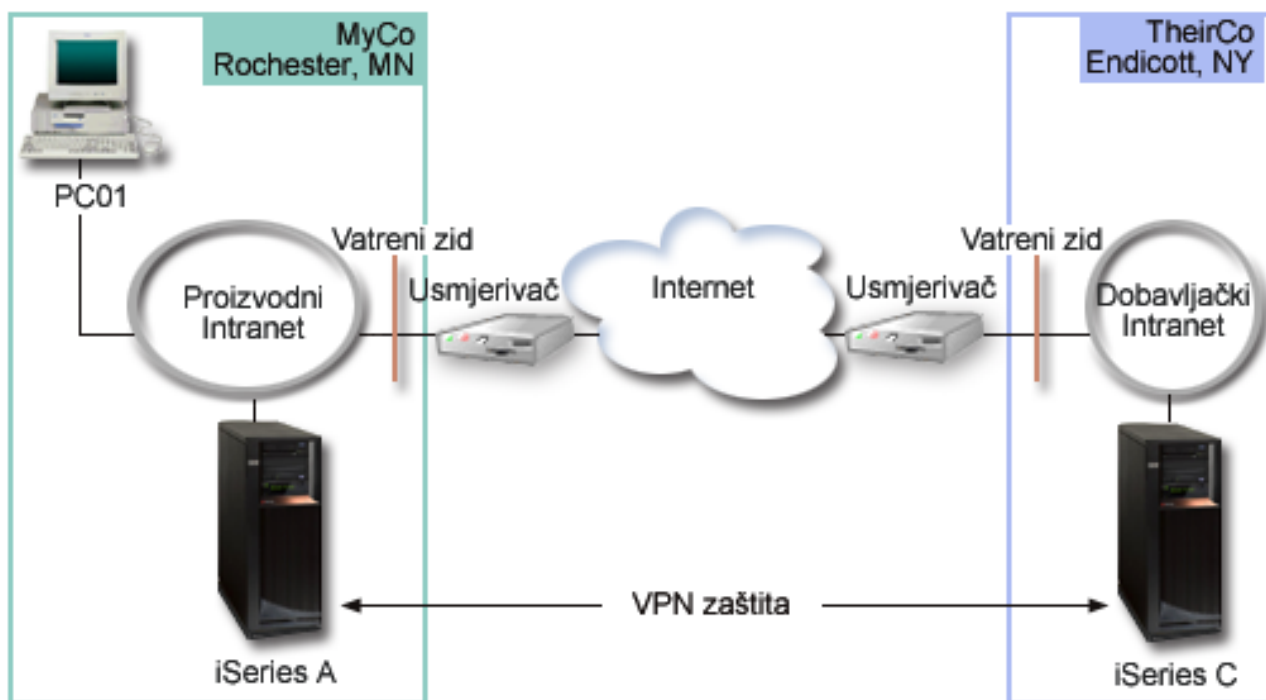 MyCo
Rochester, MN
TheirCo
Endicott, NY
PC01
Vatreni zid
Vatreni zid
Proizvodni
Intranet
Usmjerivač
Internet
Usmjerivač
Dobavljački
Intranet
VPN zaštita
iSeries A
iSeries C